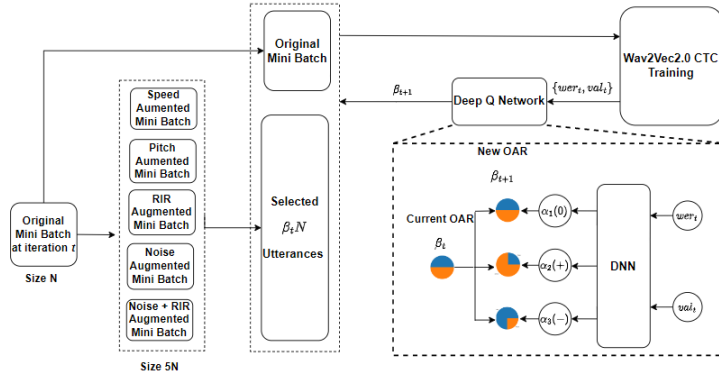 Original
Mini Batch
at iteration t
Size N
Speed
Aumented
Mini Batch
Pitch
Aumented
Mini Batch
RIR
Augmented
Mini Batch
Noise
Augmented
Mini Batch
Noise + RIR
Augmented
Mini Batch
Size 5N
Original
Mini Batch
Selected
β_t N
Utterances
Wav2Vec2.0 CTC
Training
{wer_t, val_t}
Deep Q Network
β_{t+1}
New OAR
β_{t+1}
Current OAR
β_t
α_1(0)
α_2(+)
α_3(−)
DNN
wer_t
val_t